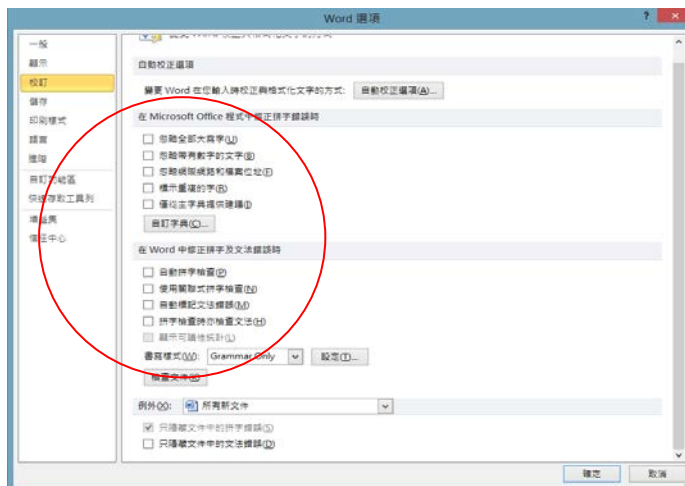 Word 選項
一般
顯示
校訂
儲存
印刷樣式
語言
進階
自訂功能區
快速存取工具列
增益集
信任中心
自動校正選項
變更 Word 在您輸入時校正與格式化文字的方式: 自動校正選項(A)...
在 Microsoft Office 程式中修正拼字錯誤時
忽略全部大寫字(U)
忽略帶有數字的文字(B)
忽略網際網路和檔案位址(F)
標示重複的字(R)
僅從主字典提供建議(I)
自訂字典(C)...
在 Word 中修正拼字及文法錯誤時
自動拼字檢查(P)
使用關聯式拼字檢查(N)
自動標記文法錯誤(M)
拼字檢查時亦檢查文法(H)
顯示可讀性統計(L)
書寫樣式(W): Grammar Only 設定(T)...
檢查文件(K)
例外(X): 所有新文件
只隱藏文件中的拼字錯誤(S)
只隱藏文件中的文法錯誤(D)
確定 取消